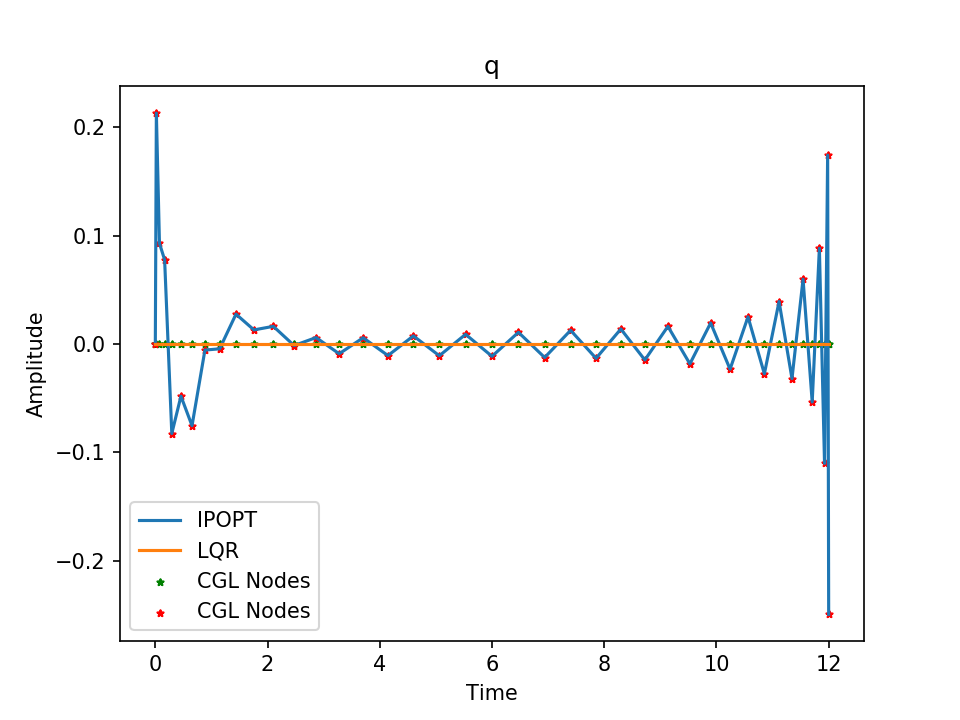 q
0.2
0.1
0.0
−0.1
−0.2
Amplitude
IPOPT
LQR
CGL Nodes
CGL Nodes
0 2 4 6 8 10 12
Time